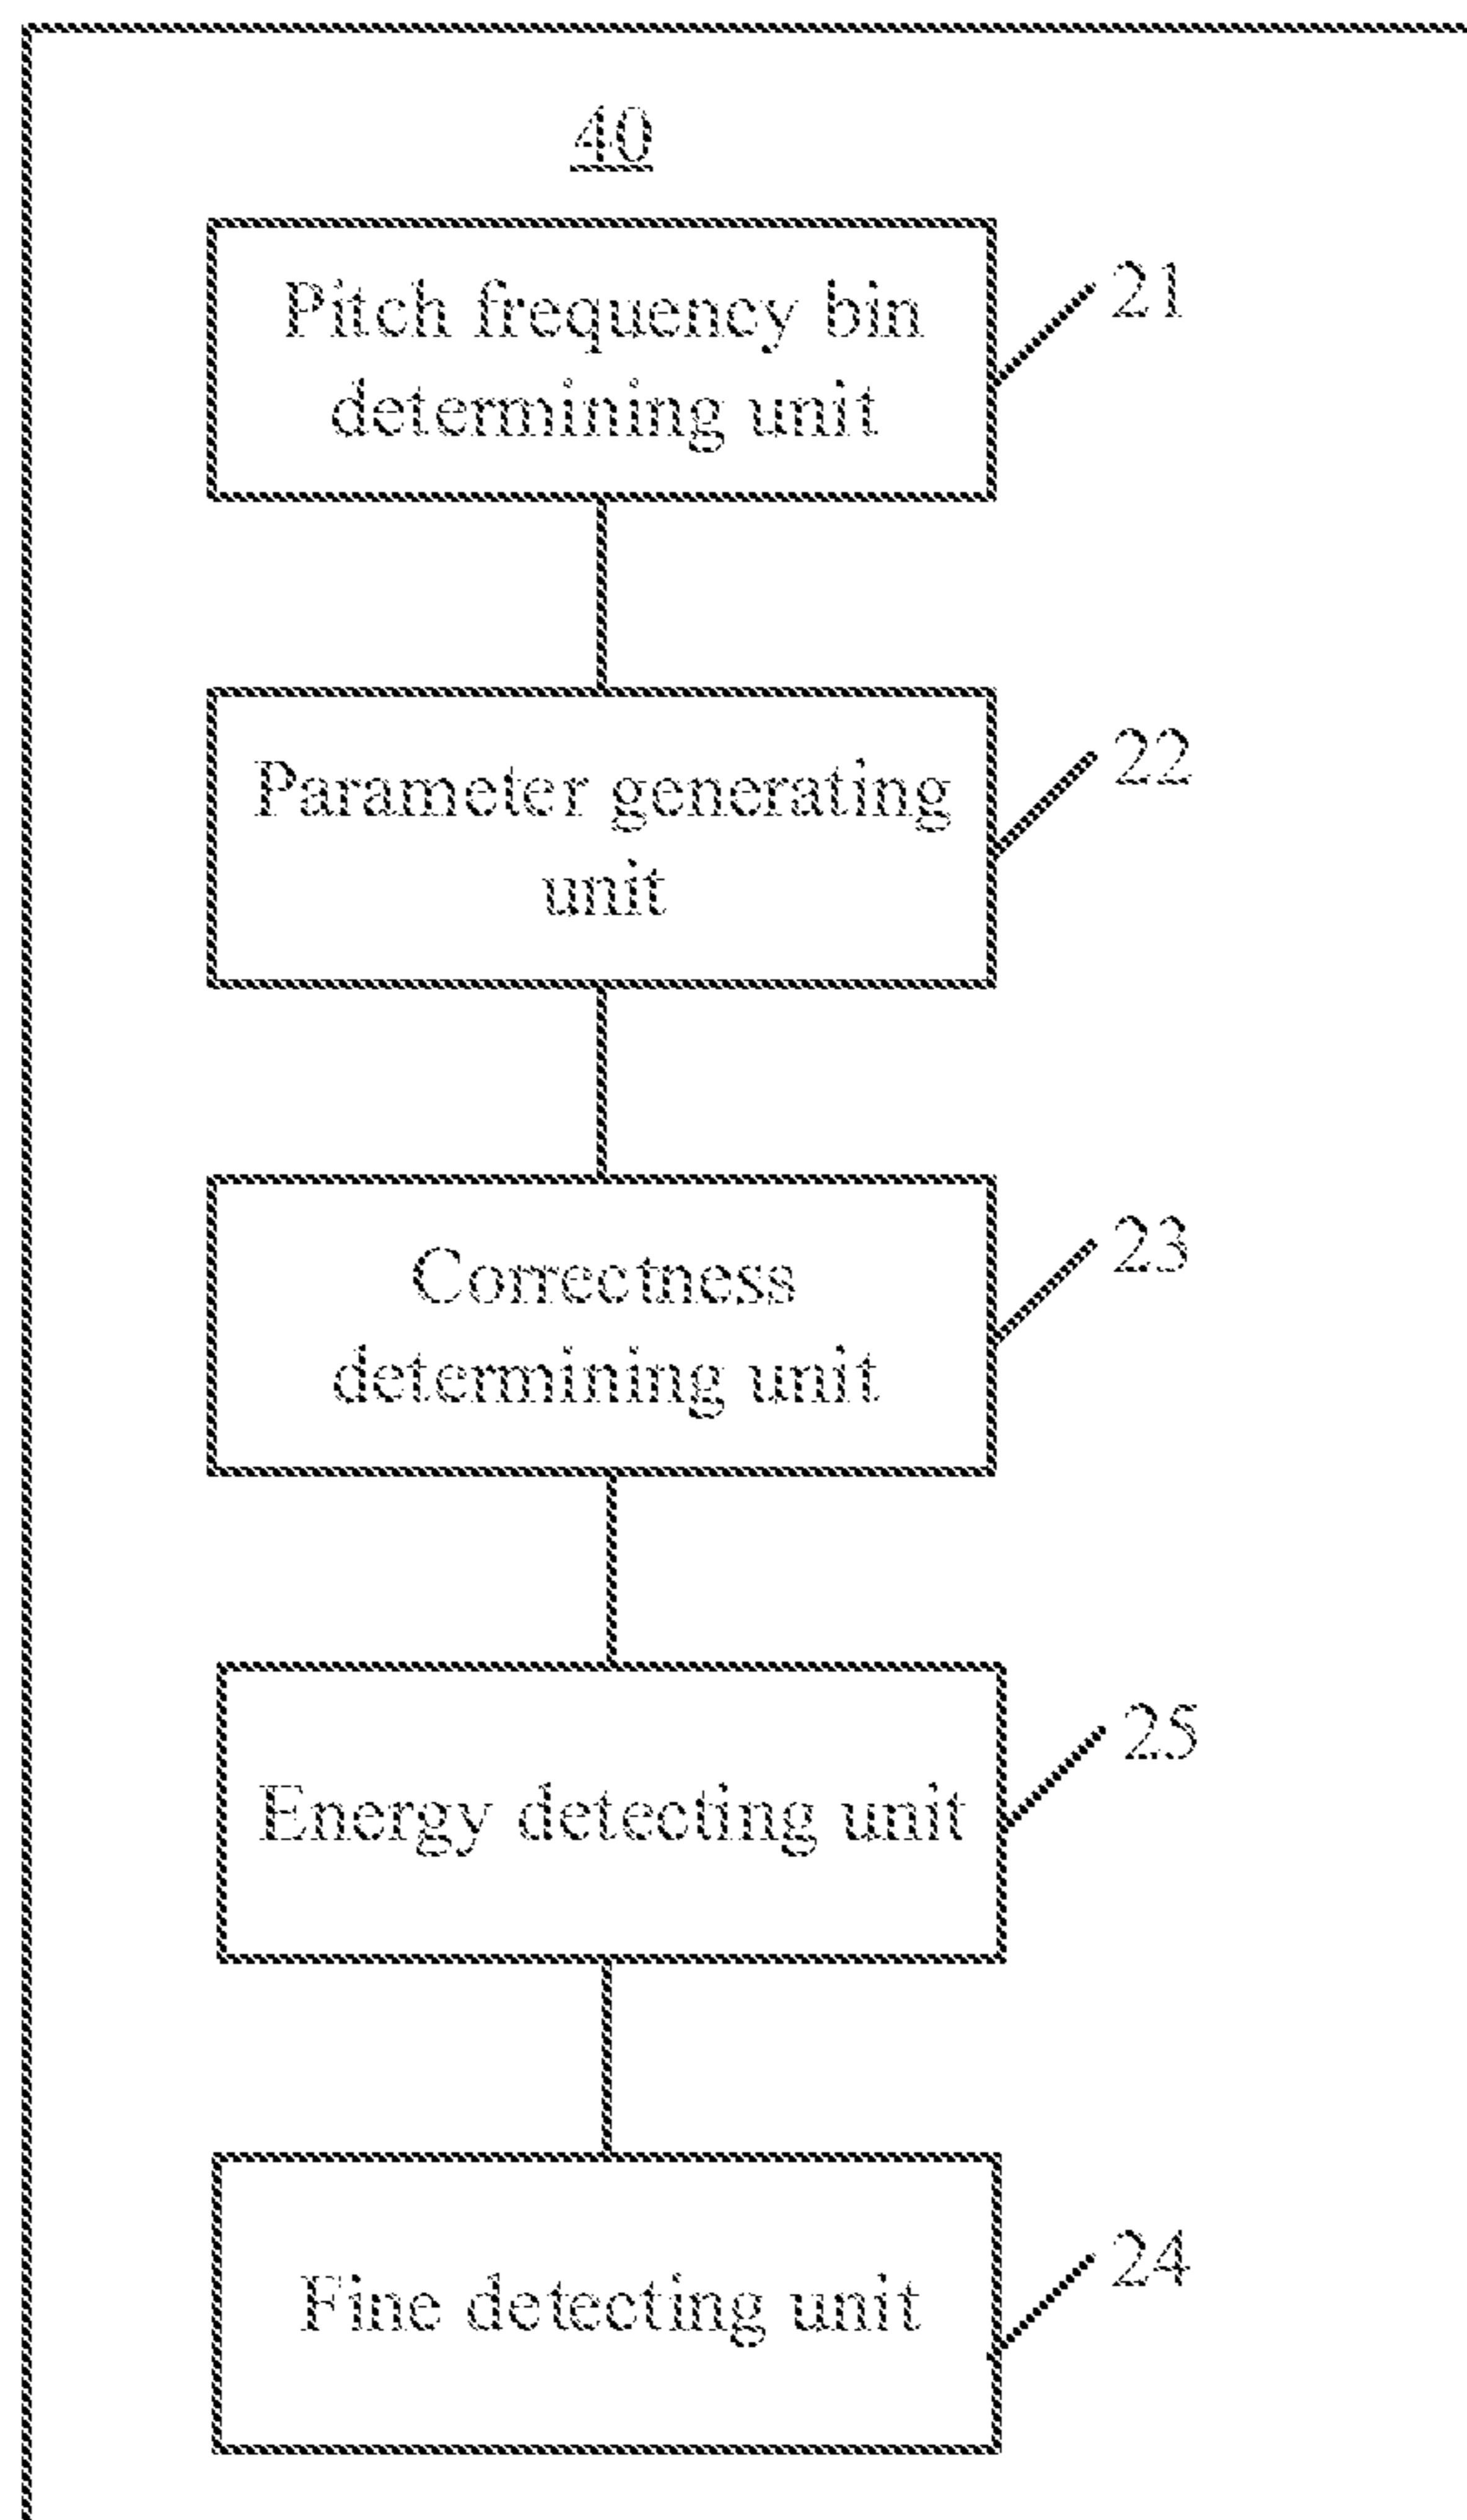 40
Pitch frequency bin
determining unit
21
Parameter generating
unit
22
Correctness
determining unit
23
Energy detecting unit
25
Fine detecting unit
24